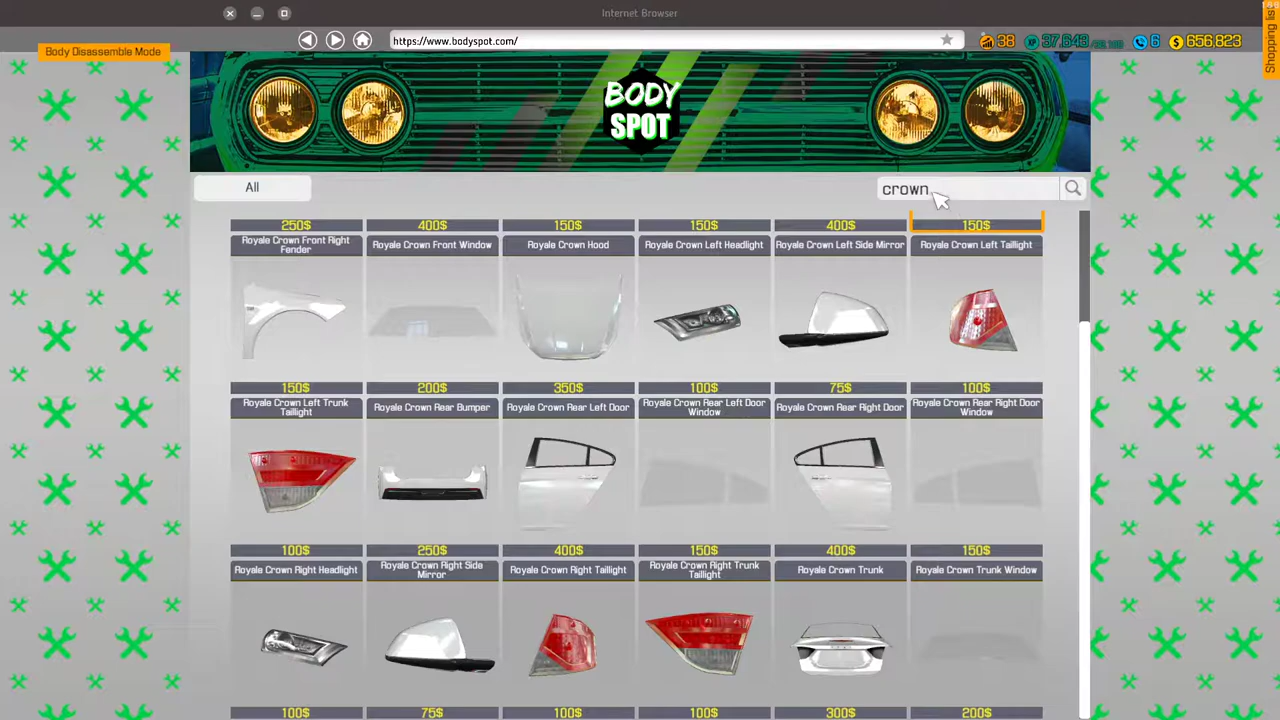 Internet Browser
https://www.bodyspot.com/
Body Disassemble Mode
38
XP
6
$ 656,823
Shopping list
BODY
SPOT
All
crown
250$
400$
150$
150$
400$
150$
Royale Crown Front Right
Fender
Royale Crown Front Window
Royale Crown Hood
Royale Crown Left Headlight
Royale Crown Left Side Mirror
Royale Crown Left Taillight
150$
200$
350$
100$
75$
100$
Royale Crown Left Trunk
Taillight
Royale Crown Rear Bumper
Royale Crown Rear Left Door
Royale Crown Rear Left Door
Window
Royale Crown Rear Right Door
Royale Crown Rear Right Door
Window
100$
250$
400$
150$
400$
150$
Royale Crown Right Headlight
Royale Crown Right Side
Mirror
Royale Crown Right Taillight
Royale Crown Right Trunk
Taillight
Royale Crown Trunk
Royale Crown Trunk Window
100$
75$
100$
100$
300$
200$